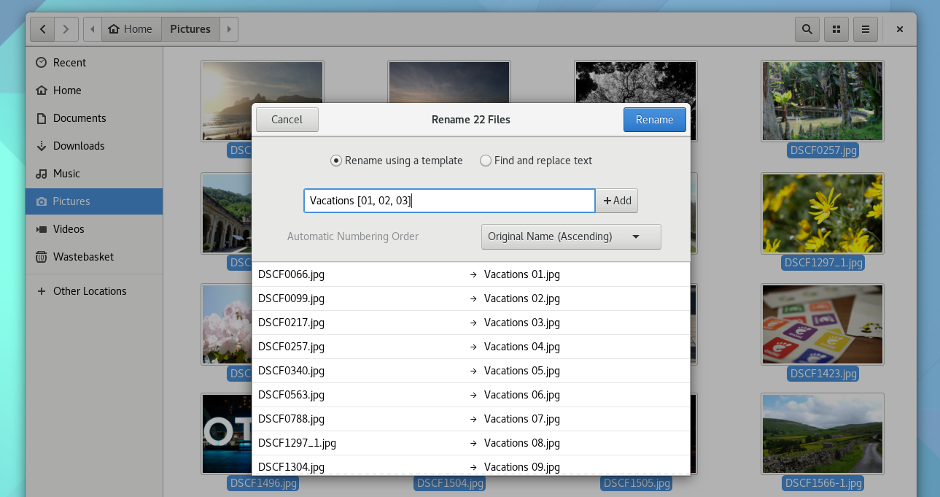 Home
Pictures
Recent
Home
Documents
Downloads
Music
Pictures
Videos
Wastebasket
+ Other Locations
Cancel
Rename 22 Files
Rename
Rename using a template
Find and replace text
Vacations [01, 02, 03]
+ Add
Automatic Numbering Order
Original Name (Ascending)
DSCF0066.jpg → Vacations 01.jpg
DSCF0099.jpg → Vacations 02.jpg
DSCF0217.jpg → Vacations 03.jpg
DSCF0257.jpg → Vacations 04.jpg
DSCF0340.jpg → Vacations 05.jpg
DSCF0563.jpg → Vacations 06.jpg
DSCF0788.jpg → Vacations 07.jpg
DSCF1297_1.jpg → Vacations 08.jpg
DSCF1304.jpg → Vacations 09.jpg
DSCF0257.jpg
DSCF1297_1.jpg
DSCF1423.jpg
OT
DSCF1496.jpg
DSCF1504.jpg
DSCF1505.jpg
DSCF1566-1.jpg